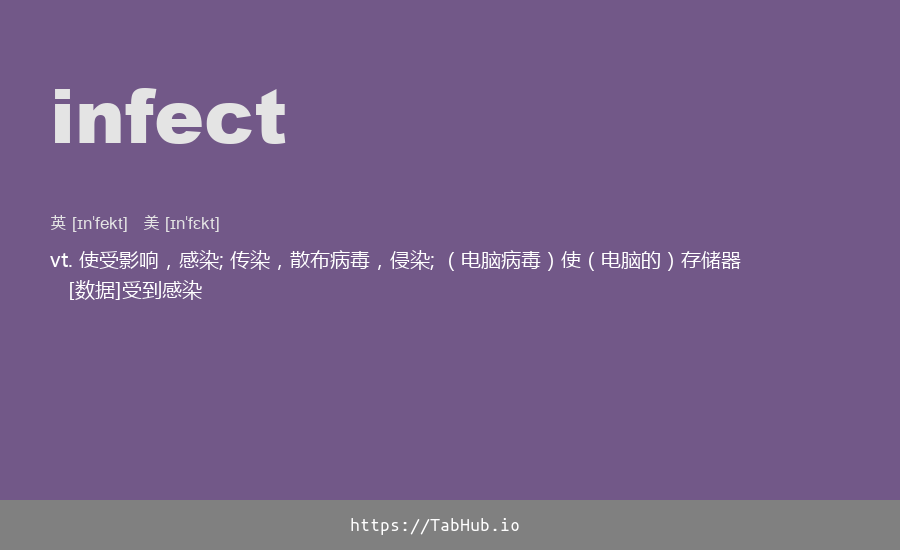 infect
英 [ɪn'fekt] 美 [ɪn'fɛkt]
vt. 使受影响，感染; 传染，散布病毒，侵染; （电脑病毒）使（电脑的）存储器
[数据]受到感染
https://TabHub.io